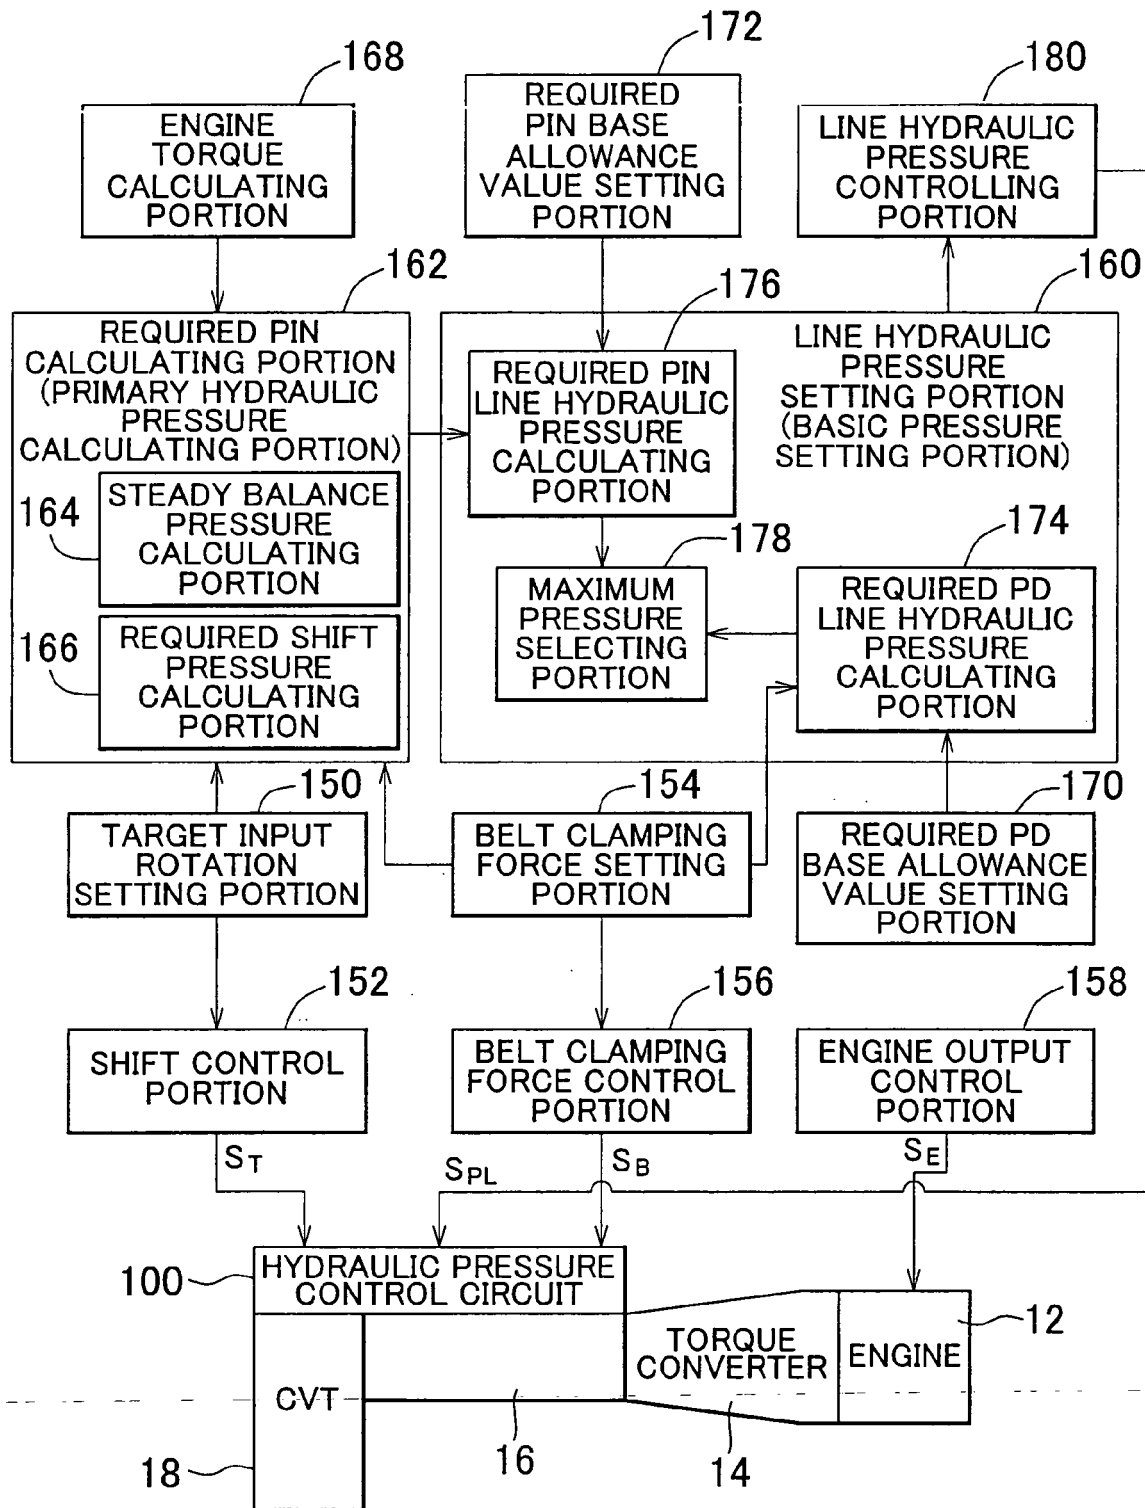 168
ENGINE
TORQUE
CALCULATING
PORTION
172
REQUIRED
PIN BASE
ALLOWANCE
VALUE SETTING
PORTION
180
LINE HYDRAULIC
PRESSURE
CONTROLLING
PORTION
162
REQUIRED PIN
CALCULATING PORTION
(PRIMARY HYDRAULIC
PRESSURE
CALCULATING PORTION)
164
STEADY BALANCE
PRESSURE
CALCULATING
PORTION
166
REQUIRED SHIFT
PRESSURE
CALCULATING
PORTION
176
REQUIRED PIN
LINE HYDRAULIC
PRESSURE
CALCULATING
PORTION
160
LINE HYDRAULIC
PRESSURE
SETTING PORTION
(BASIC PRESSURE
SETTING PORTION)
178
MAXIMUM
PRESSURE
SELECTING
PORTION
174
REQUIRED PD
LINE HYDRAULIC
PRESSURE
CALCULATING
PORTION
150
TARGET INPUT
ROTATION
SETTING PORTION
154
BELT CLAMPING
FORCE SETTING
PORTION
170
REQUIRED PD
BASE ALLOWANCE
VALUE SETTING
PORTION
152
SHIFT CONTROL
PORTION
156
BELT CLAMPING
FORCE CONTROL
PORTION
158
ENGINE OUTPUT
CONTROL
PORTION
ST
SPL
SB
SE
100
HYDRAULIC PRESSURE
CONTROL CIRCUIT
CVT
TORQUE
CONVERTER
ENGINE
12
18
16
14